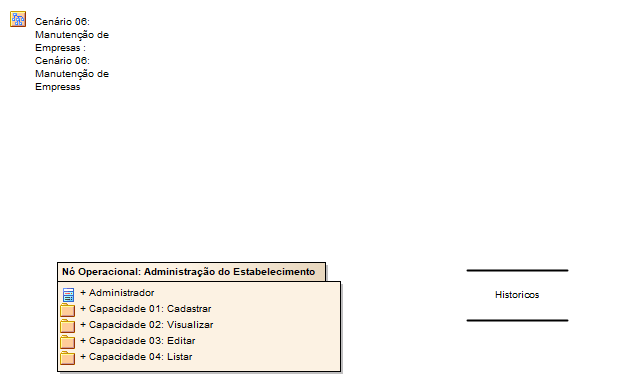 Cenário 06:
Manutenção de
Empresas :
Cenário 06:
Manutenção de
Empresas
Nó Operacional: Administração do Estabelecimento
+ Administrador
+ Capacidade 01: Cadastrar
+ Capacidade 02: Visualizar
+ Capacidade 03: Editar
+ Capacidade 04: Listar
Historicos